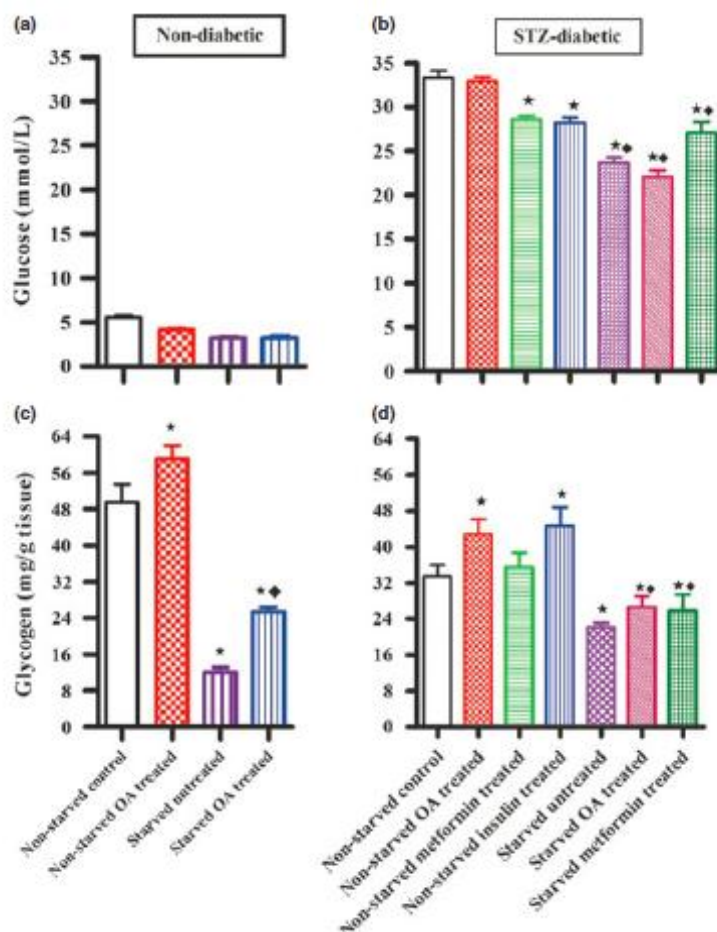 (a)
Non-diabetic
Glucose (mmol/L)
35
30
25
20
15
10
5
0
(b)
STZ-diabetic
35
30
25
20
15
10
5
0
★
★
★◆
★◆
★◆
(c)
Glycogen (mg/g tissue)
64
56
48
40
32
24
16
8
0
★
★
★◆
Non-starved control
Non-starved OA treated
Starved untreated
Starved OA treated
(d)
64
56
48
40
32
24
16
8
0
★
★
★
★◆
★◆
Non-starved control
Non-starved OA treated
Non-starved metformin treated
Non-starved insulin treated
Starved untreated
Starved OA treated
Starved metformin treated